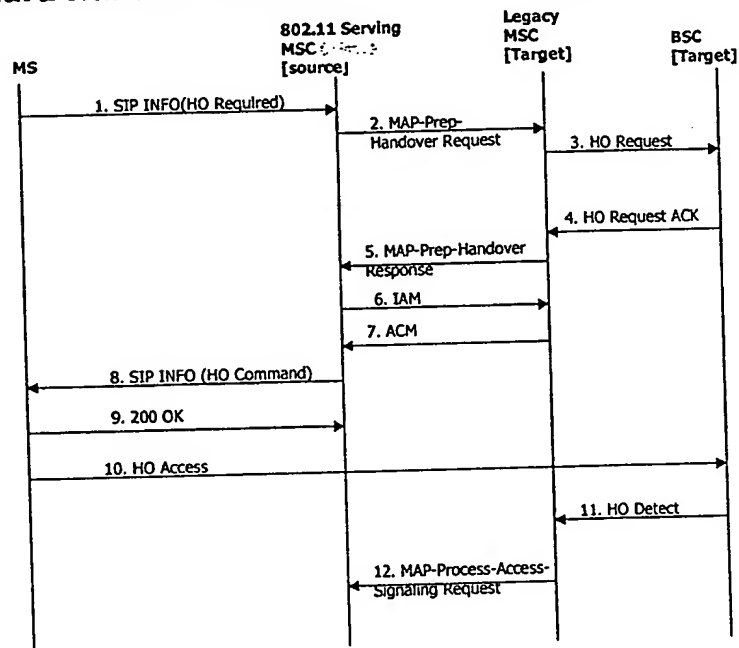 MS
802.11 Serving
MSC
[source]
Legacy
MSC
[Target]
BSC
[Target]
1. SIP INFO(HO Required)
2. MAP-Prep-
Handover Request
3. HO Request
4. HO Request ACK
5. MAP-Prep-Handover
Response
6. IAM
7. ACM
8. SIP INFO (HO Command)
9. 200 OK
10. HO Access
11. HO Detect
12. MAP-Process-Access-
Signaling Request